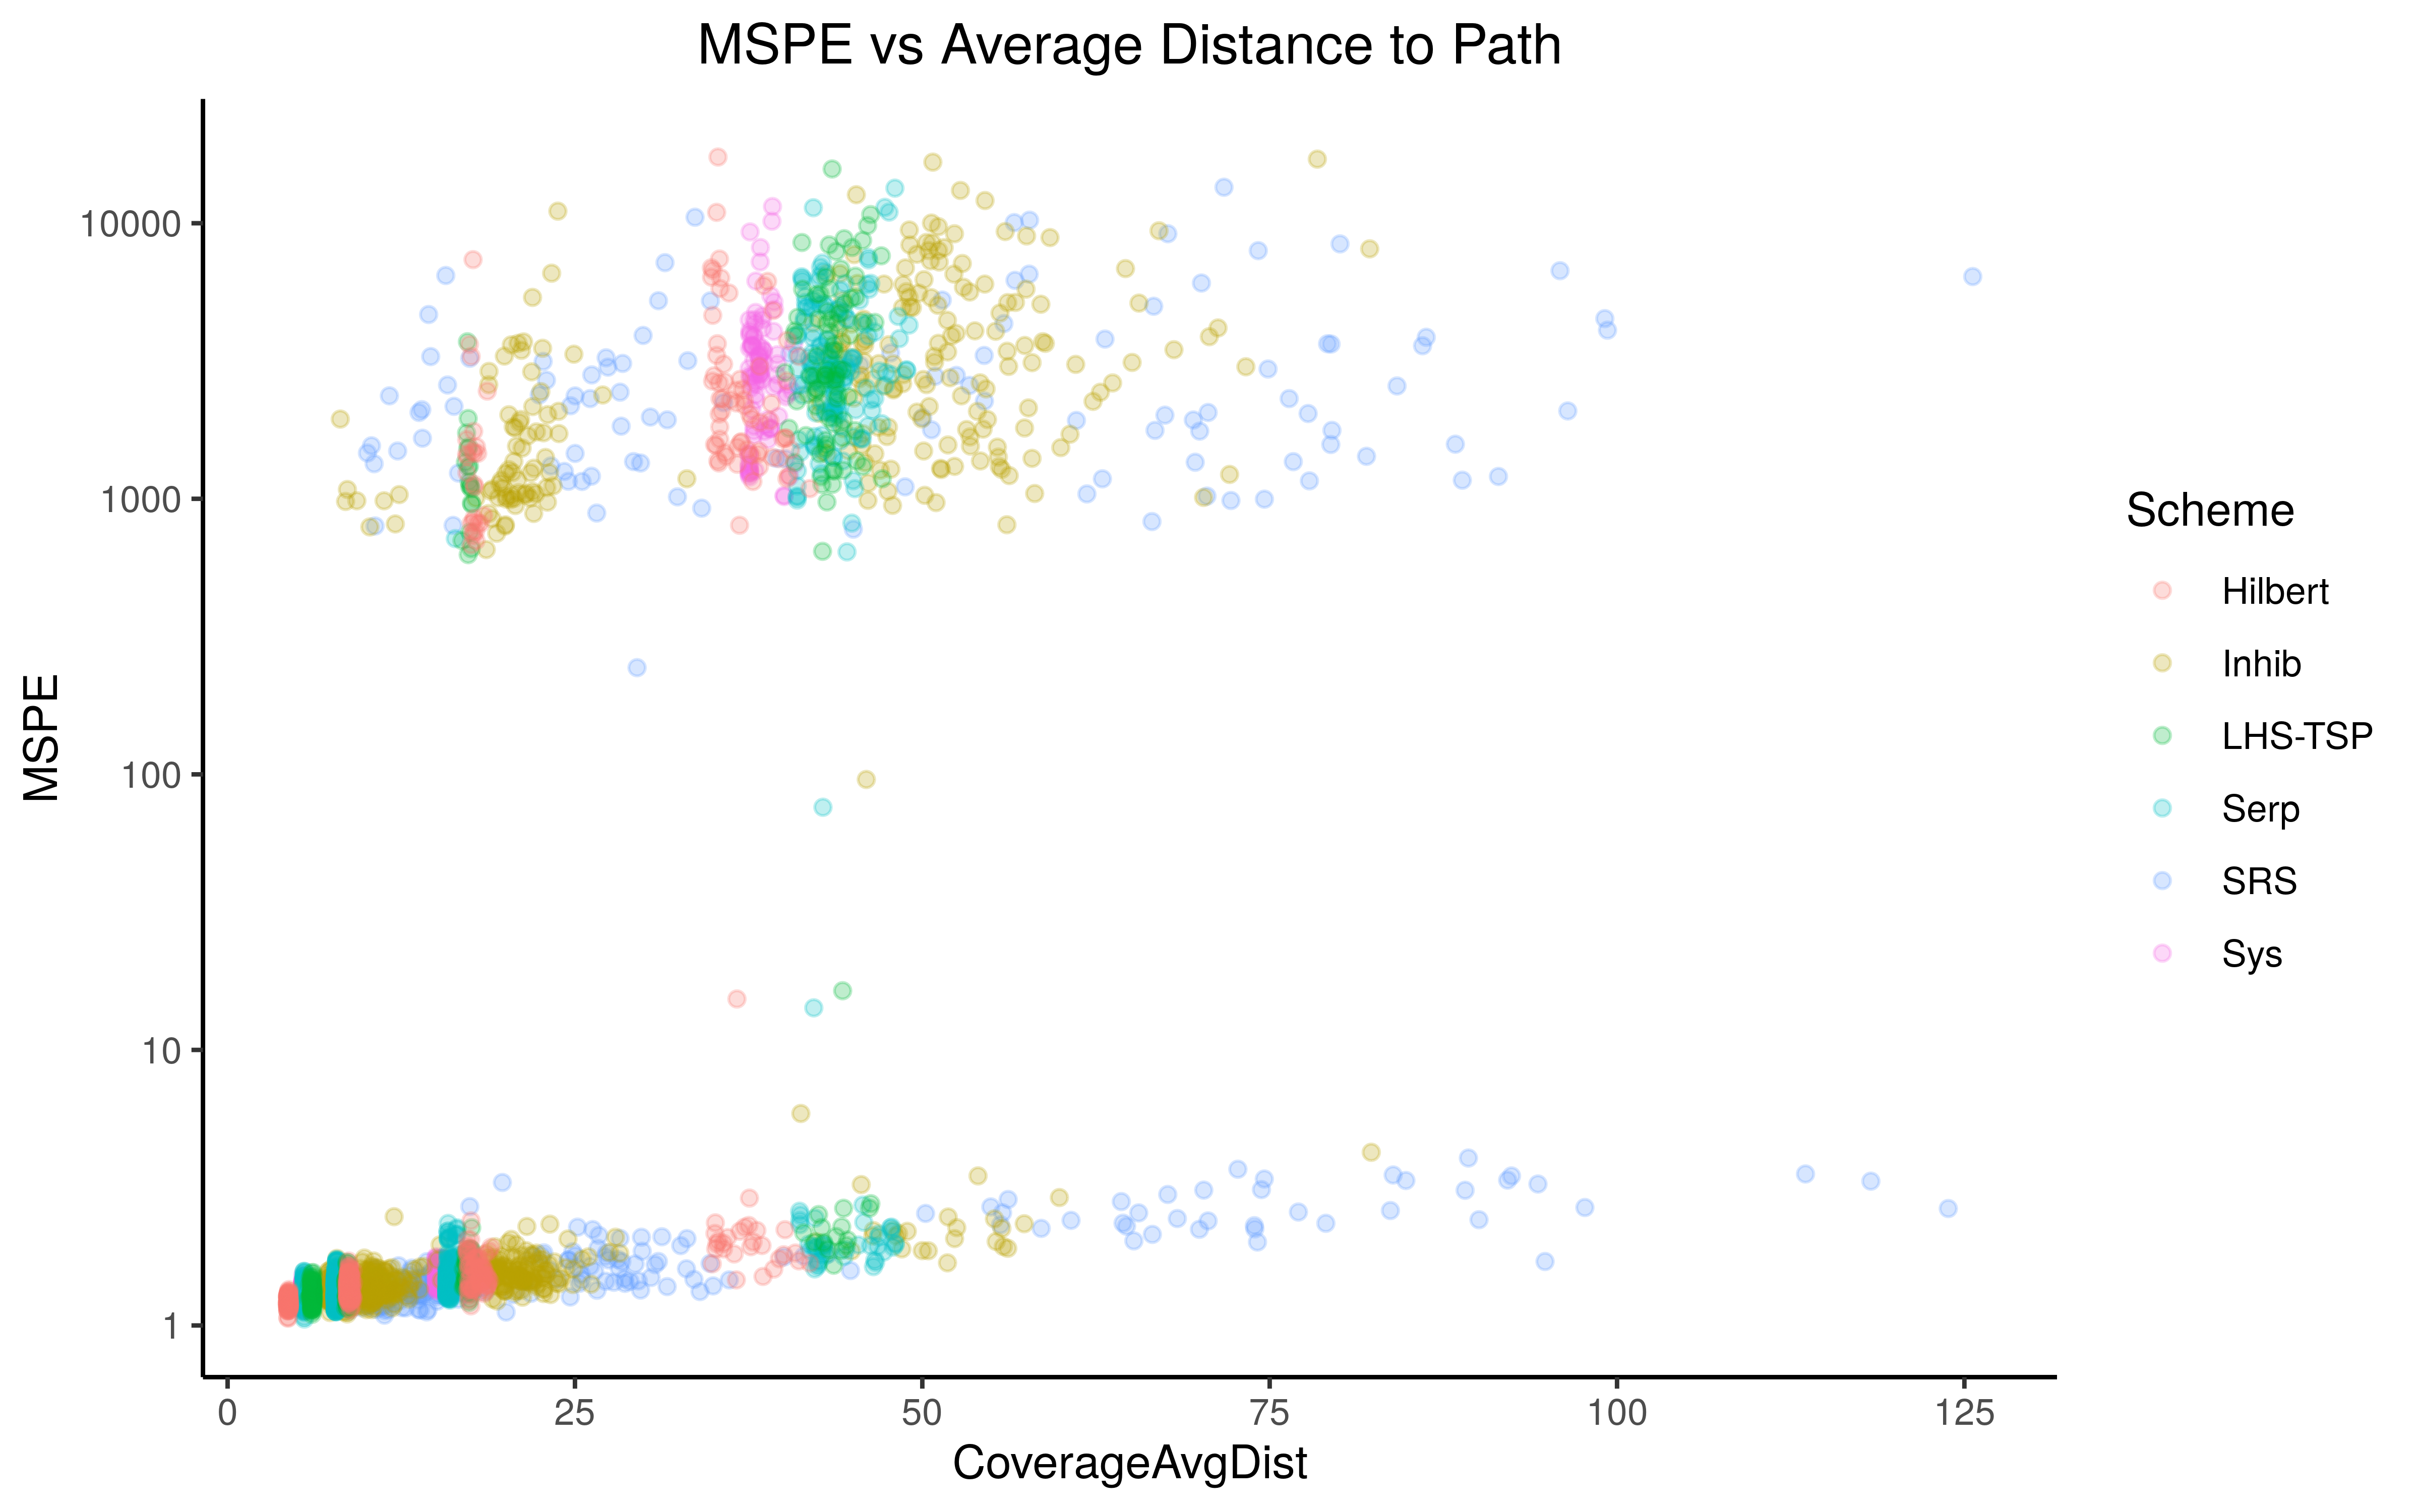 MSPE vs Average Distance to Path
MSPE
10000
1000
100
10
1
0 25 50 75 100 125
CoverageAvgDist
Scheme
Hilbert
Inhib
LHS-TSP
Serp
SRS
Sys